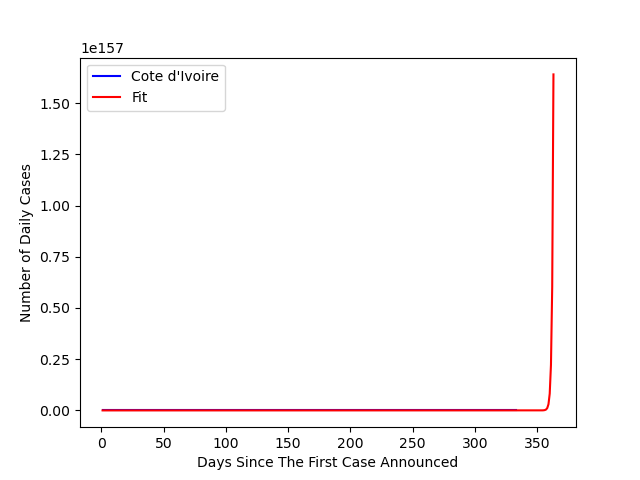 1e157
Cote d'Ivoire
Fit
1.50
1.25
1.00
0.75
0.50
0.25
0.00
Number of Daily Cases
0 50 100 150 200 250 300 350
Days Since The First Case Announced